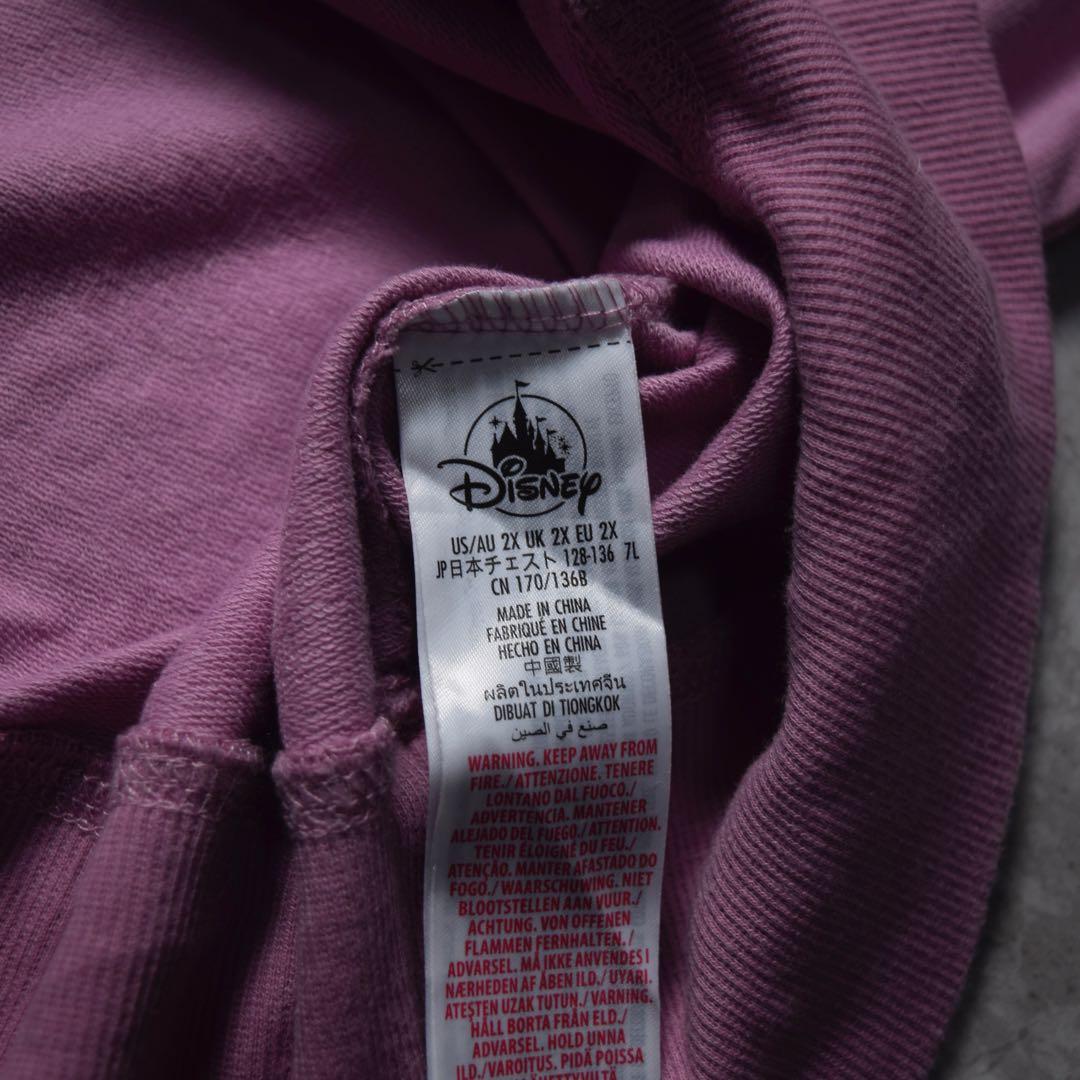 Disney
US/AU 2X UK 2X EU 2X
JP日本チェスト 128-136 7L
CN 170/136B
MADE IN CHINA
FABRIQUÉ EN CHINE
HECHO EN CHINA
中國製
ผลิตในประเทศจีน
DIBUAT DI TIONGKOK
صنع في الصين
WARNING. KEEP AWAY FROM
FIRE./ ATTENZIONE. TENERE
LONTANO DAL FUOCO./
ADVERTENCIA. MANTENER
ALEJADO DEL FUEGO./ ATTENTION.
TENIR ÉLOIGNÉ DU FEU./
ATENÇÃO. MANTER AFASTADO DO
FOGO./ WAARSCHUWING. NIET
BLOOTSTELLEN AAN VUUR./
ACHTUNG. VON OFFENEN
FLAMMEN FERNHALTEN./
ADVARSEL. MÅ IKKE ANVENDES I
NÆRHEDEN AF ÅBEN ILD./ UYARI.
ATEŞTEN UZAK TUTUN./ VARNING.
HÅLL BORTA FRÅN ELD./
ADVARSEL. HOLD UNNA
ILD./VAROITUS. PIDÄ POISSA